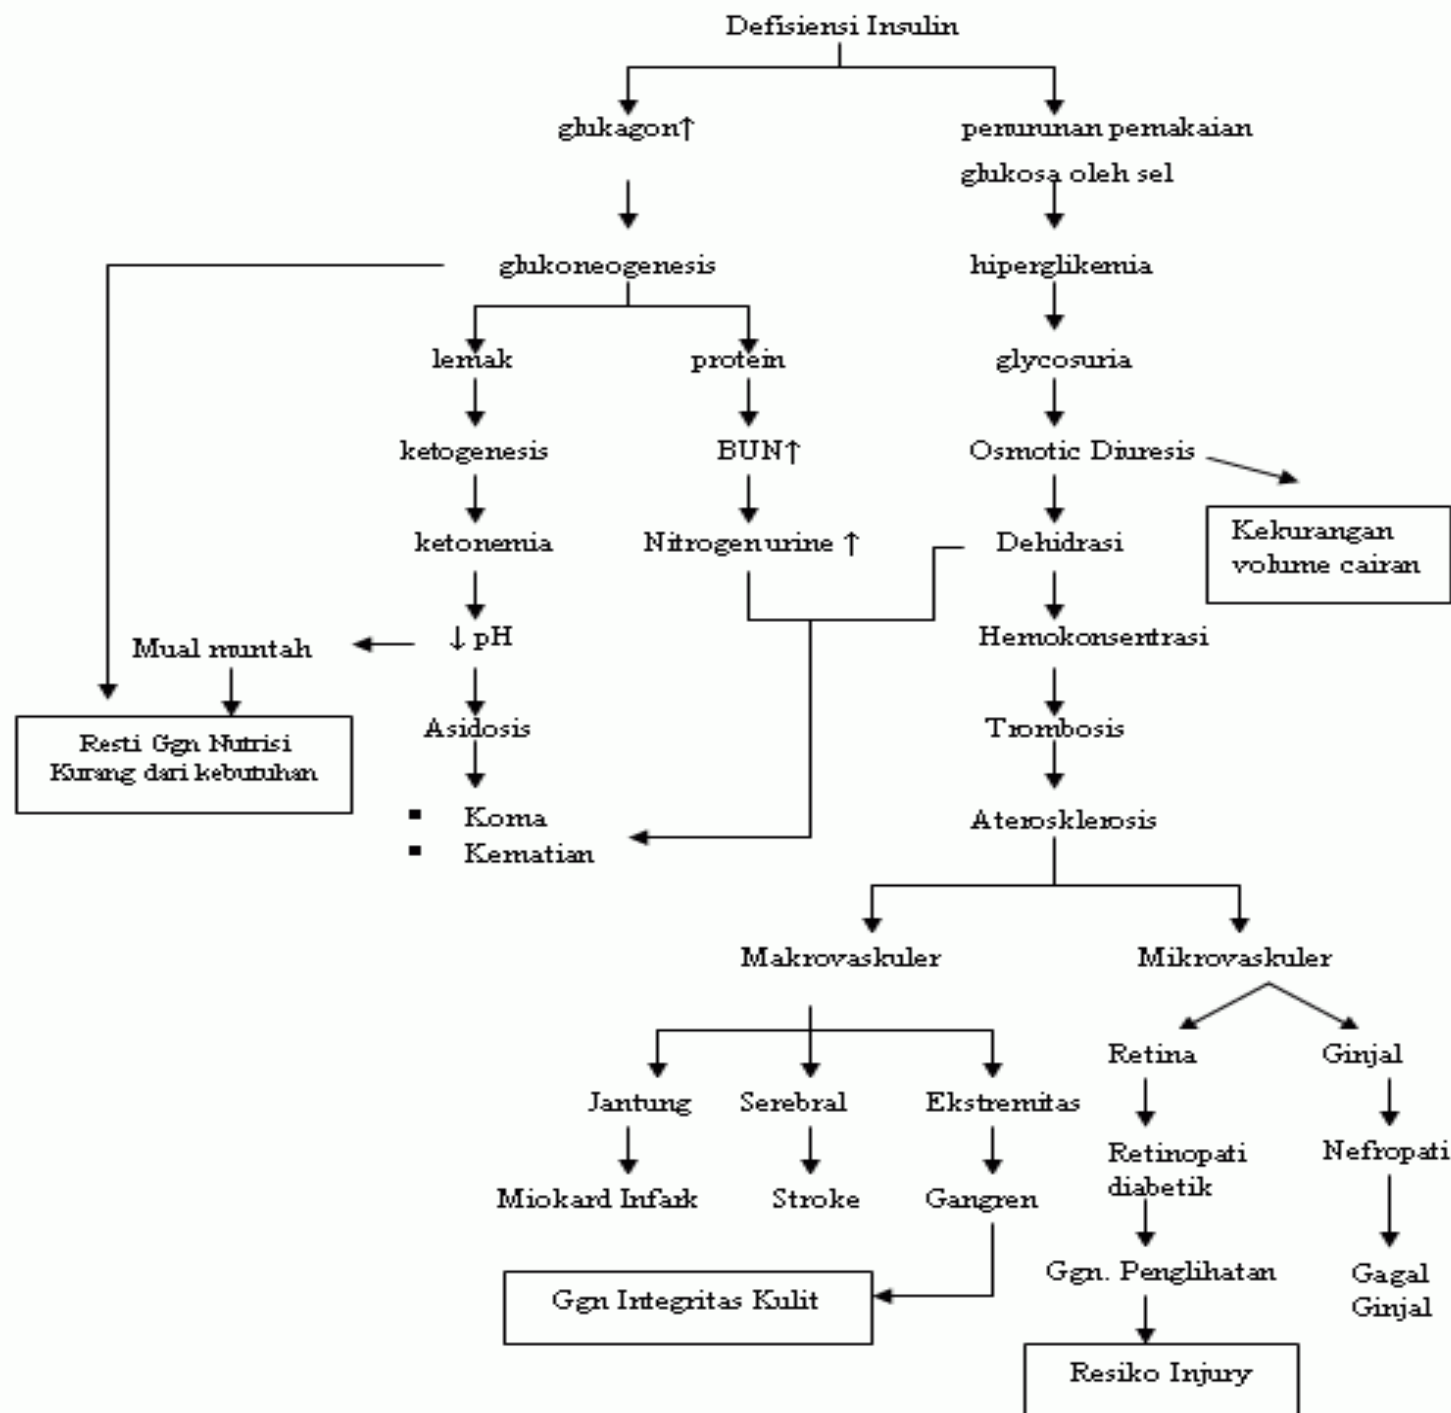 Defisiensi Insulin
glukagon↑
penurunan pemakaian
glukosa oleh sel
glukoneogenesis
hiperglikemia
lemak
protein
glycosuria
ketogenesis
BUN↑
Osmotic Diuresis
Kekurangan
volume cairan
ketonemia
Nitrogen urine ↑
Dehidrasi
Mual muntah
↓ pH
Hemokonsentrasi
Resti Ggn Nutrisi
Kurang dari kebutuhan
Asidosis
Trombosis
▪ Koma
▪ Kematian
Aterosklerosis
Makrovaskuler
Mikrovaskuler
Retina
Ginjal
Jantung
Serebral
Ekstremitas
Retinopati
diabetik
Nefropati
Miokard Infark
Stroke
Gangren
Ggn Integritas Kulit
Ggn. Penglihatan
Gagal
Ginjal
Resiko Injury